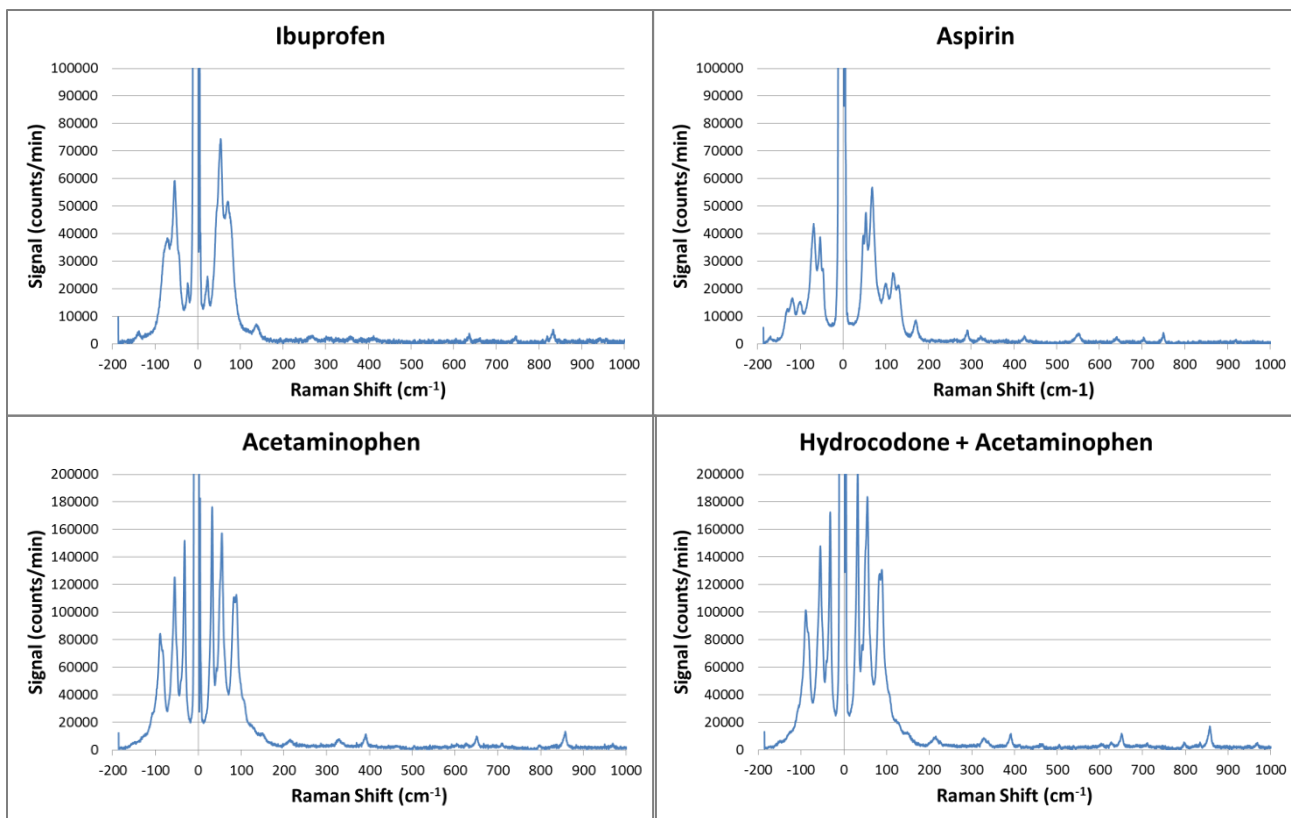 Ibuprofen
100000
90000
80000
70000
60000
50000
40000
30000
20000
10000
0
Signal (counts/min)
-200 -100 0 100 200 300 400 500 600 700 800 900 1000
Raman Shift (cm⁻¹)
Aspirin
100000
90000
80000
70000
60000
50000
40000
30000
20000
10000
0
Signal (counts/min)
-200 -100 0 100 200 300 400 500 600 700 800 900 1000
Raman Shift (cm-1)
Acetaminophen
200000
180000
160000
140000
120000
100000
80000
60000
40000
20000
0
Signal (counts/min)
-200 -100 0 100 200 300 400 500 600 700 800 900 1000
Raman Shift (cm⁻¹)
Hydrocodone + Acetaminophen
200000
180000
160000
140000
120000
100000
80000
60000
40000
20000
0
Signal (counts/min)
-200 -100 0 100 200 300 400 500 600 700 800 900 1000
Raman Shift (cm⁻¹)